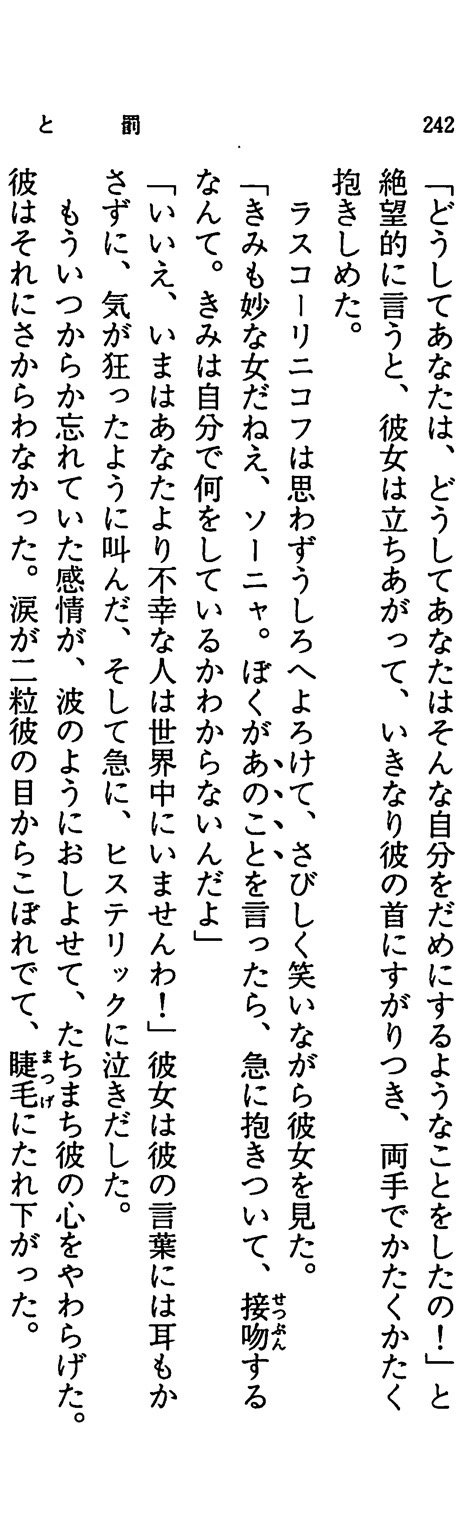 242
罰 と
「どうしてあなたは、どうしてあなたはそんな自分をだめにするようなことをしたの！」と
絶望的に言うと、彼女は立ちあがって、いきなり彼の首にすがりつき、両手でかたくかたく
抱きしめた。
ラスコーリニコフは思わずうしろへよろけて、さびしく笑いながら彼女を見た。
「きみも妙な女だねえ、ソーニャ。ぼくがあのことを言ったら、急に抱きついて、接吻する
なんて。きみは自分で何をしているかわからないんだよ」
「いいえ、いまはあなたより不幸な人は世界中にいませんわ！」彼女は彼の言葉には耳もか
さずに、気が狂ったように叫んだ、そして急に、ヒステリックに泣きだした。
もういつからか忘れていた感情が、波のようにおしよせて、たちまち彼の心をやわらげた。
彼はそれにさからわなかった。涙が二粒彼の目からこぼれでて、睫毛にたれ下がった。
せつぷん
まつげ